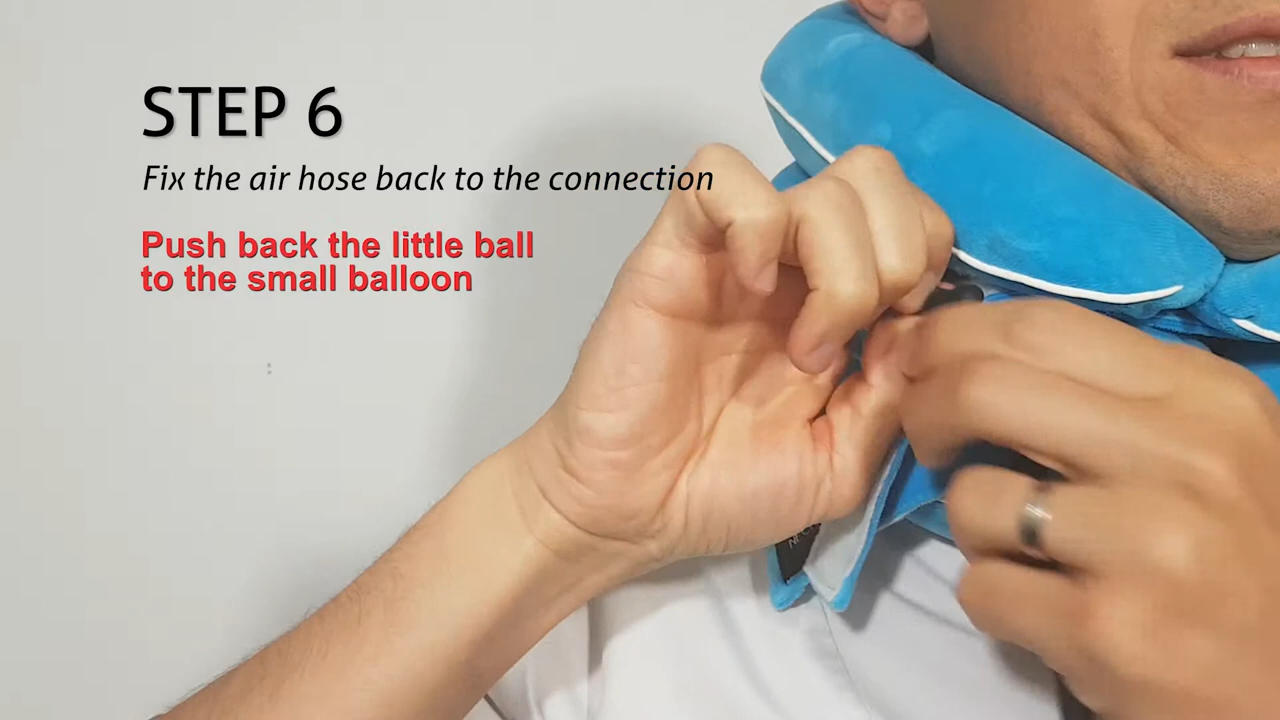 STEP 6
Fix the air hose back to the connection
Push back the little ball
to the small balloon